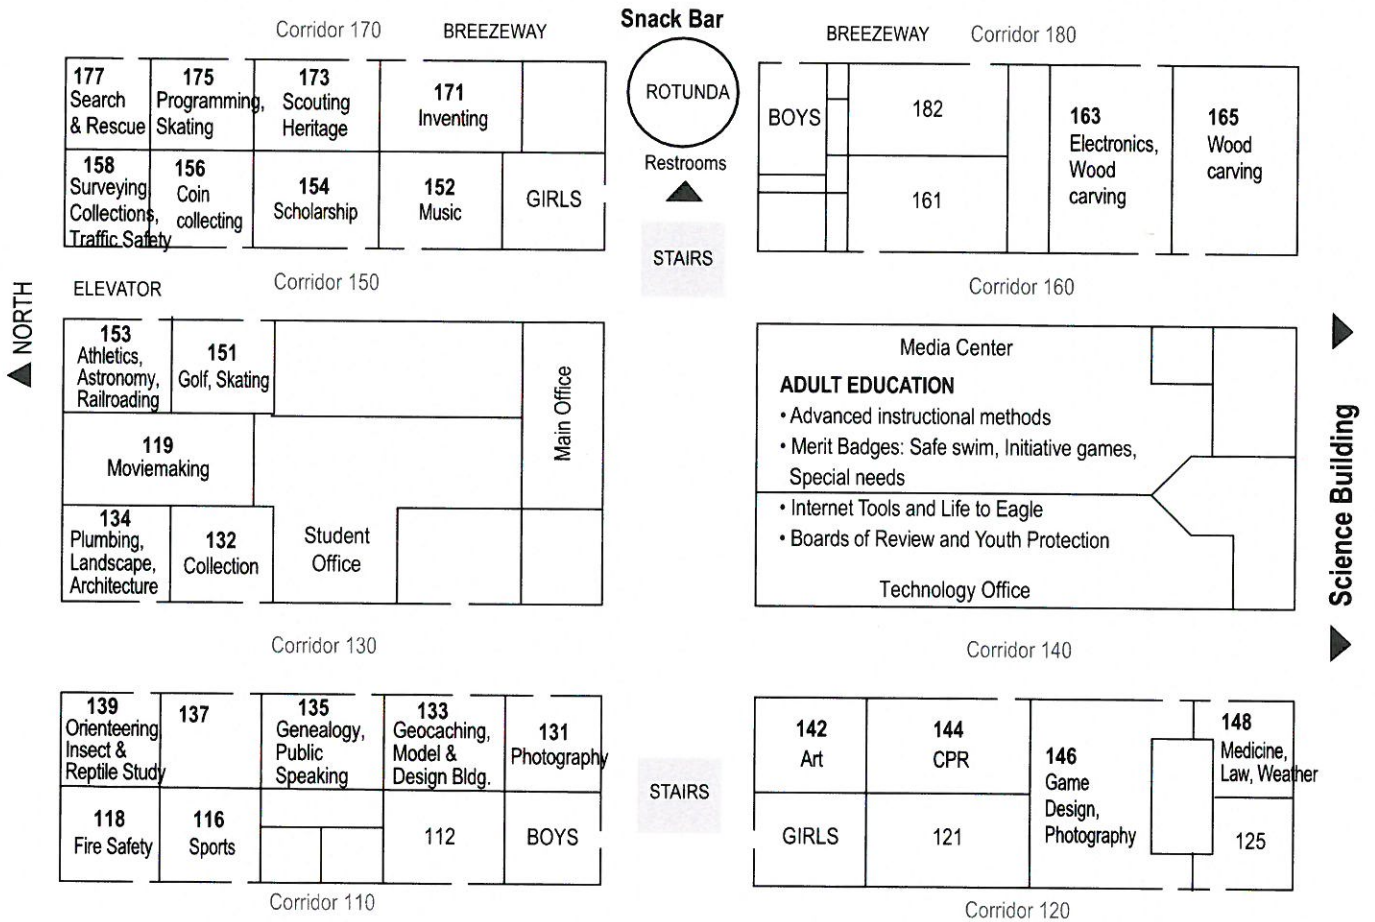 Snack Bar
Corridor 170
BREEZEWAY
BREEZEWAY
Corridor 180
177
Search
& Rescue
175
Programming,
Skating
173
Scouting
Heritage
171
Inventing
ROTUNDA
Restrooms
BOYS
182
163
Electronics,
Wood
carving
165
Wood
carving
158
Surveying,
Collections,
Traffic Safety
156
Coin
collecting
154
Scholarship
152
Music
GIRLS
161
STAIRS
ELEVATOR
Corridor 150
Corridor 160
NORTH
153
Athletics,
Astronomy,
Railroading
151
Golf, Skating
Main Office
119
Moviemaking
134
Plumbing,
Landscape,
Architecture
132
Collection
Student
Office
Media Center
ADULT EDUCATION
• Advanced instructional methods
• Merit Badges: Safe swim, Initiative games,
Special needs
• Internet Tools and Life to Eagle
• Boards of Review and Youth Protection
Technology Office
Science Building
Corridor 130
Corridor 140
139
Orienteering,
Insect &
Reptile Study
137
135
Genealogy,
Public
Speaking
133
Geocaching,
Model &
Design Bldg.
131
Photography
118
Fire Safety
116
Sports
112
BOYS
STAIRS
142
Art
144
CPR
146
Game
Design,
Photography
148
Medicine,
Law, Weather
GIRLS
121
125
Corridor 110
Corridor 120